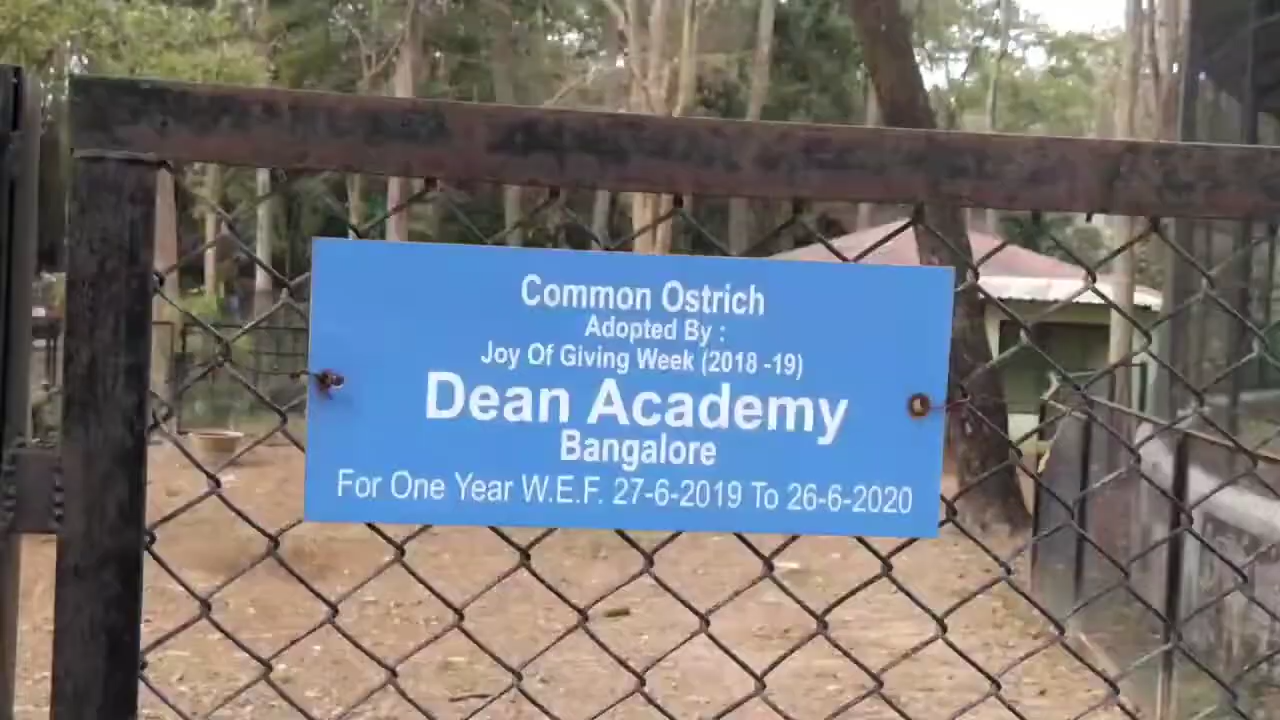 Common Ostrich
Adopted By :
Joy Of Giving Week (2018 -19)
Dean Academy
Bangalore
For One Year W.E.F. 27-6-2019 To 26-6-2020